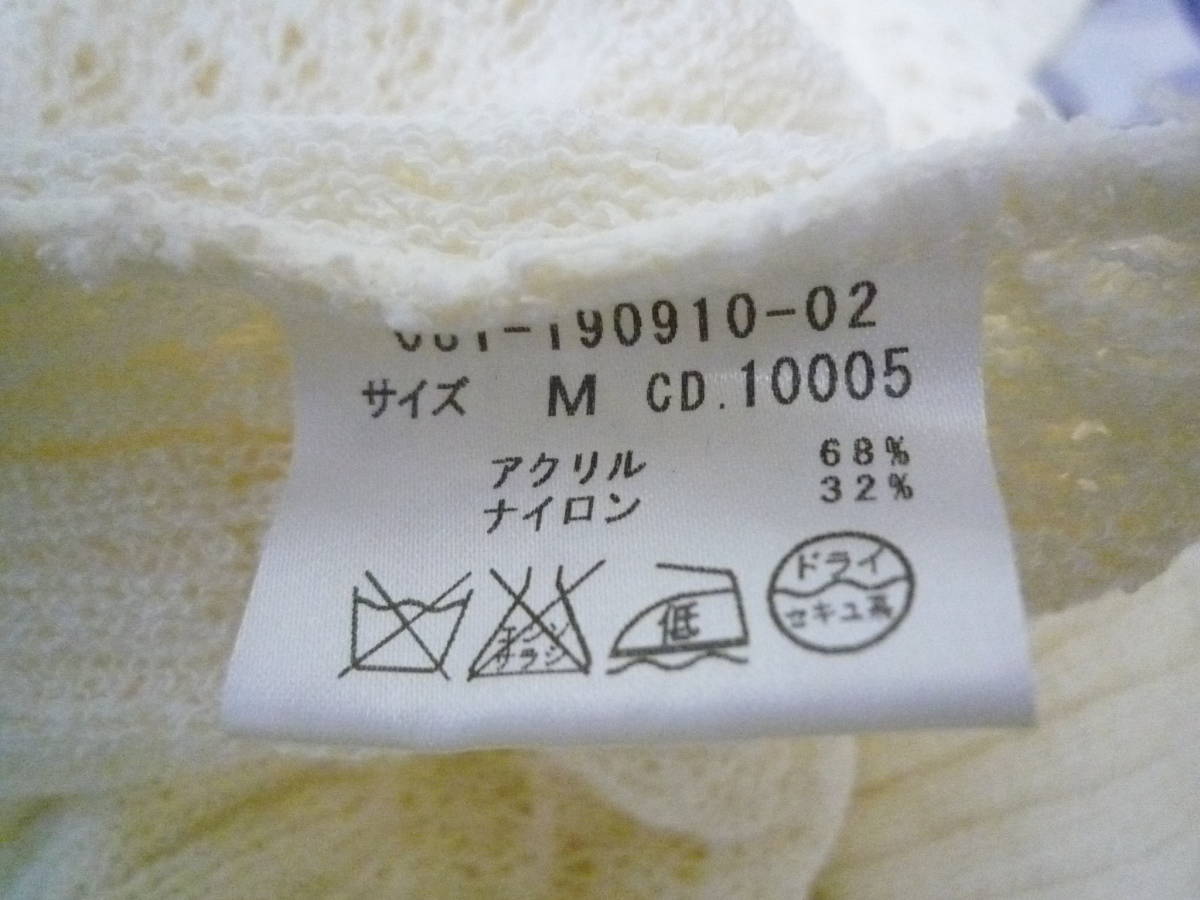 -190910-02
サイズ M CD.10005
アクリル 68%
ナイロン 32%
エンソ
サラシ
低
ドライ
セキユ系